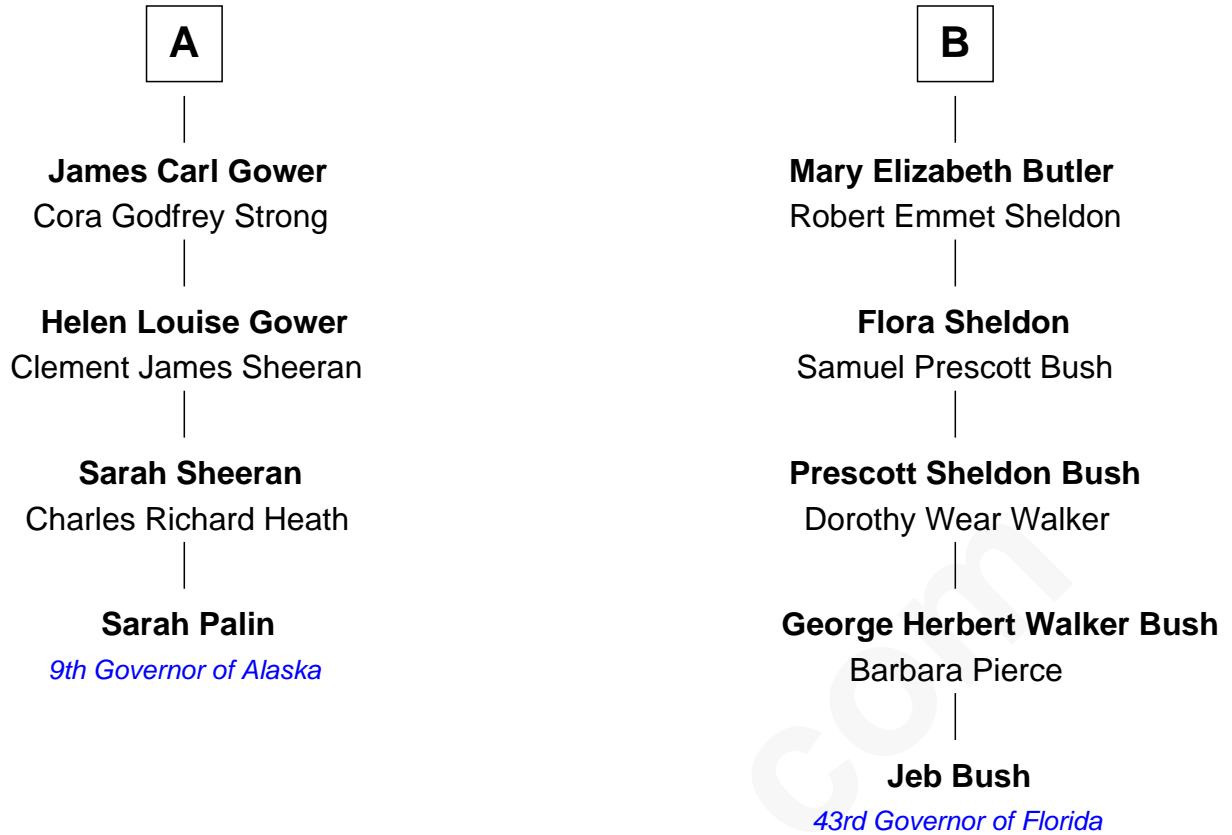 A
James Carl Gower
Cora Godfrey Strong
Helen Louise Gower
Clement James Sheeran
Sarah Sheeran
Charles Richard Heath
Sarah Palin
9th Governor of Alaska
B
Mary Elizabeth Butler
Robert Emmet Sheldon
Flora Sheldon
Samuel Prescott Bush
Prescott Sheldon Bush
Dorothy Wear Walker
George Herbert Walker Bush
Barbara Pierce
Jeb Bush
43rd Governor of Florida
com